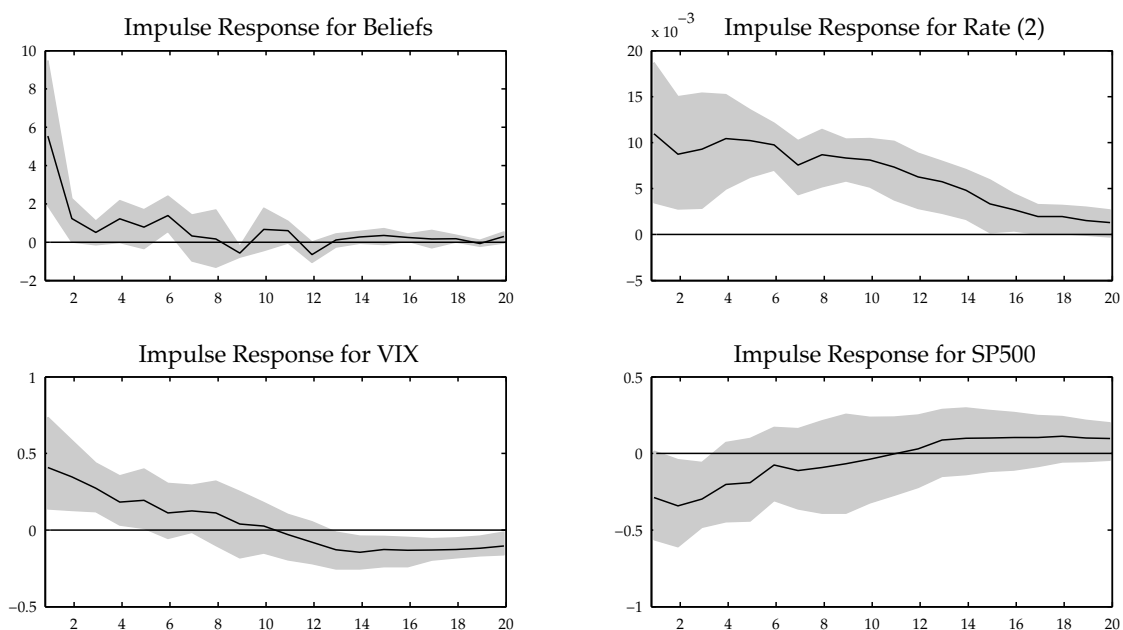 Impulse Response for Beliefs
10
8
6
4
2
0
−2
2 4 6 8 10 12 14 16 18 20
x 10−3
Impulse Response for Rate (2)
20
15
10
5
0
−5
2 4 6 8 10 12 14 16 18 20
Impulse Response for VIX
1
0.5
0
−0.5
2 4 6 8 10 12 14 16 18 20
Impulse Response for SP500
0.5
0
−0.5
−1
2 4 6 8 10 12 14 16 18 20